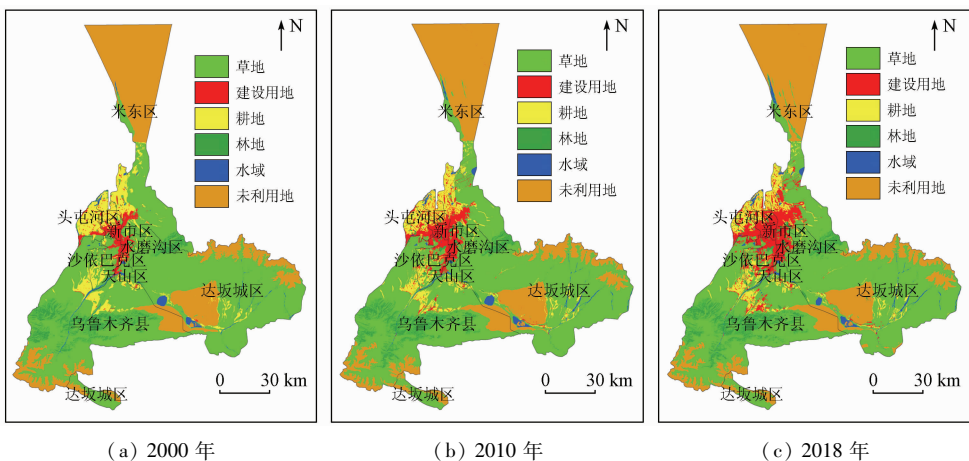 N
草地
建设用地
耕地
林地
水域
未利用地
米东区
头屯河区
新市区
水磨沟区
沙依巴克区
天山区
达坂城区
乌鲁木齐县
达坂城区
0 30 km
(a) 2000 年
N
草地
建设用地
耕地
林地
水域
未利用地
米东区
头屯河区
新市区
水磨沟区
沙依巴克区
天山区
达坂城区
乌鲁木齐县
达坂城区
0 30 km
(b) 2010 年
N
草地
建设用地
耕地
林地
水域
未利用地
米东区
头屯河区
新市区
水磨沟区
沙依巴克区
天山区
达坂城区
乌鲁木齐县
达坂城区
0 30 km
(c) 2018 年